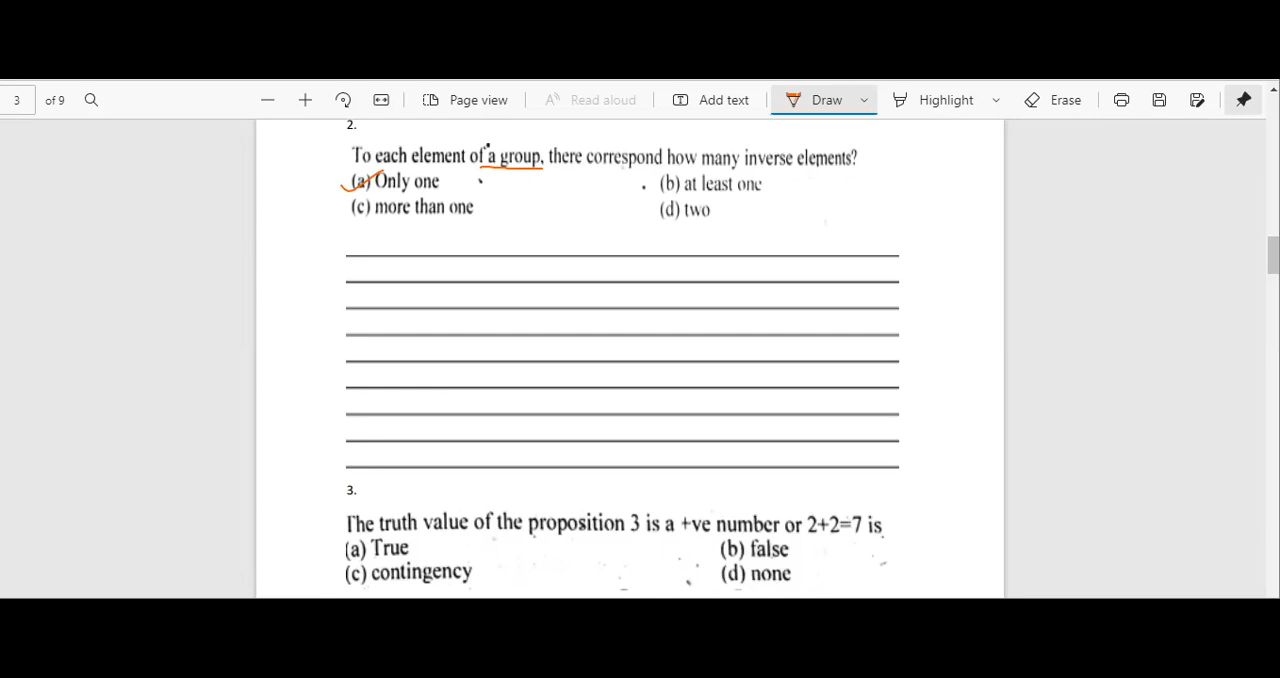 3 of 9 Page view Read aloud Add text Draw Highlight Erase
2.
To each element of a group, there correspond how many inverse elements?
(a) Only one (b) at least one
(c) more than one (d) two
3.
The truth value of the proposition 3 is a +ve number or 2+2=7 is
(a) True (b) false
(c) contingency (d) none